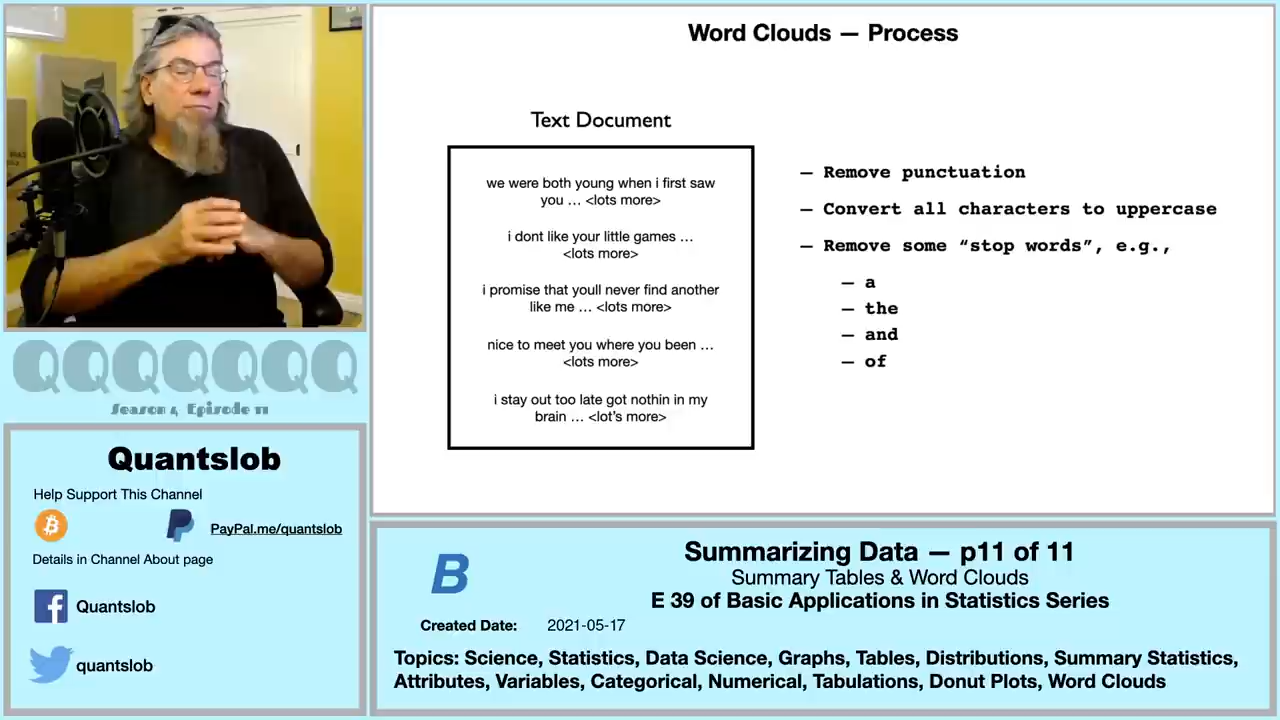 Word Clouds — Process
Text Document
we were both young when i first saw
you … <lots more>
i dont like your little games …
<lots more>
i promise that youll never find another
like me … <lots more>
nice to meet you where you been …
<lots more>
i stay out too late got nothin in my
brain … <lot's more>
— Remove punctuation
— Convert all characters to uppercase
— Remove some “stop words”, e.g.,
— a
— the
— and
— of
QQQQQQQ
Season 4, Episode 11
Quantslob
Help Support This Channel
PayPal.me/quantslob
Details in Channel About page
Quantslob
quantslob
B
Summarizing Data — p11 of 11
Summary Tables & Word Clouds
E 39 of Basic Applications in Statistics Series
Created Date: 2021-05-17
Topics: Science, Statistics, Data Science, Graphs, Tables, Distributions, Summary Statistics,
Attributes, Variables, Categorical, Numerical, Tabulations, Donut Plots, Word Clouds